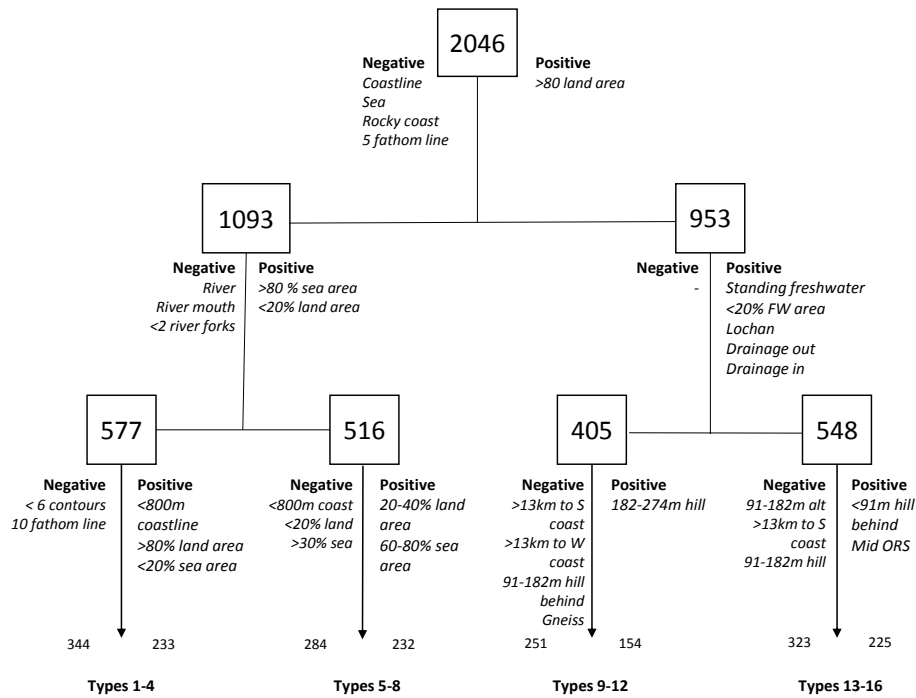 2046
Negative
Coastline
Sea
Rocky coast
5 fathom line
Positive
>80 land area
1093
Negative
River
River mouth
<2 river forks
Positive
>80 % sea area
<20% land area
953
Negative
-
Positive
Standing freshwater
<20% FW area
Lochan
Drainage out
Drainage in
577
Negative
< 6 contours
10 fathom line
Positive
<800m
coastline
>80% land area
<20% sea area
516
Negative
<800m coast
<20% land
>30% sea
Positive
20-40% land
area
60-80% sea
area
405
Negative
>13km to S
coast
>13km to W
coast
91-182m hill
behind
Gneiss
Positive
182-274m hill
548
Negative
91-182m alt
>13km to S
coast
91-182m hill
Positive
<91m hill
behind
Mid ORS
344
233
284
232
251
154
323
225
Types 1-4
Types 5-8
Types 9-12
Types 13-16